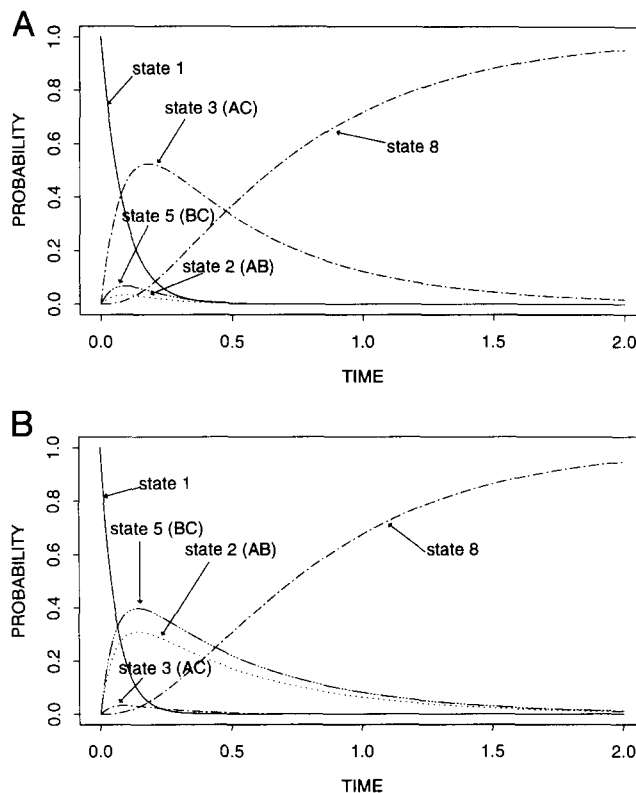 A
PROBABILITY
1.0
0.8
0.6
0.4
0.2
0.0
state 1
state 3 (AC)
state 8
state 5 (BC)
state 2 (AB)
0.0 0.5 1.0 1.5 2.0
TIME
B
PROBABILITY
1.0
0.8
0.6
0.4
0.2
0.0
state 1
state 5 (BC)
state 2 (AB)
state 8
state 3 (AC)
0.0 0.5 1.0 1.5 2.0
TIME